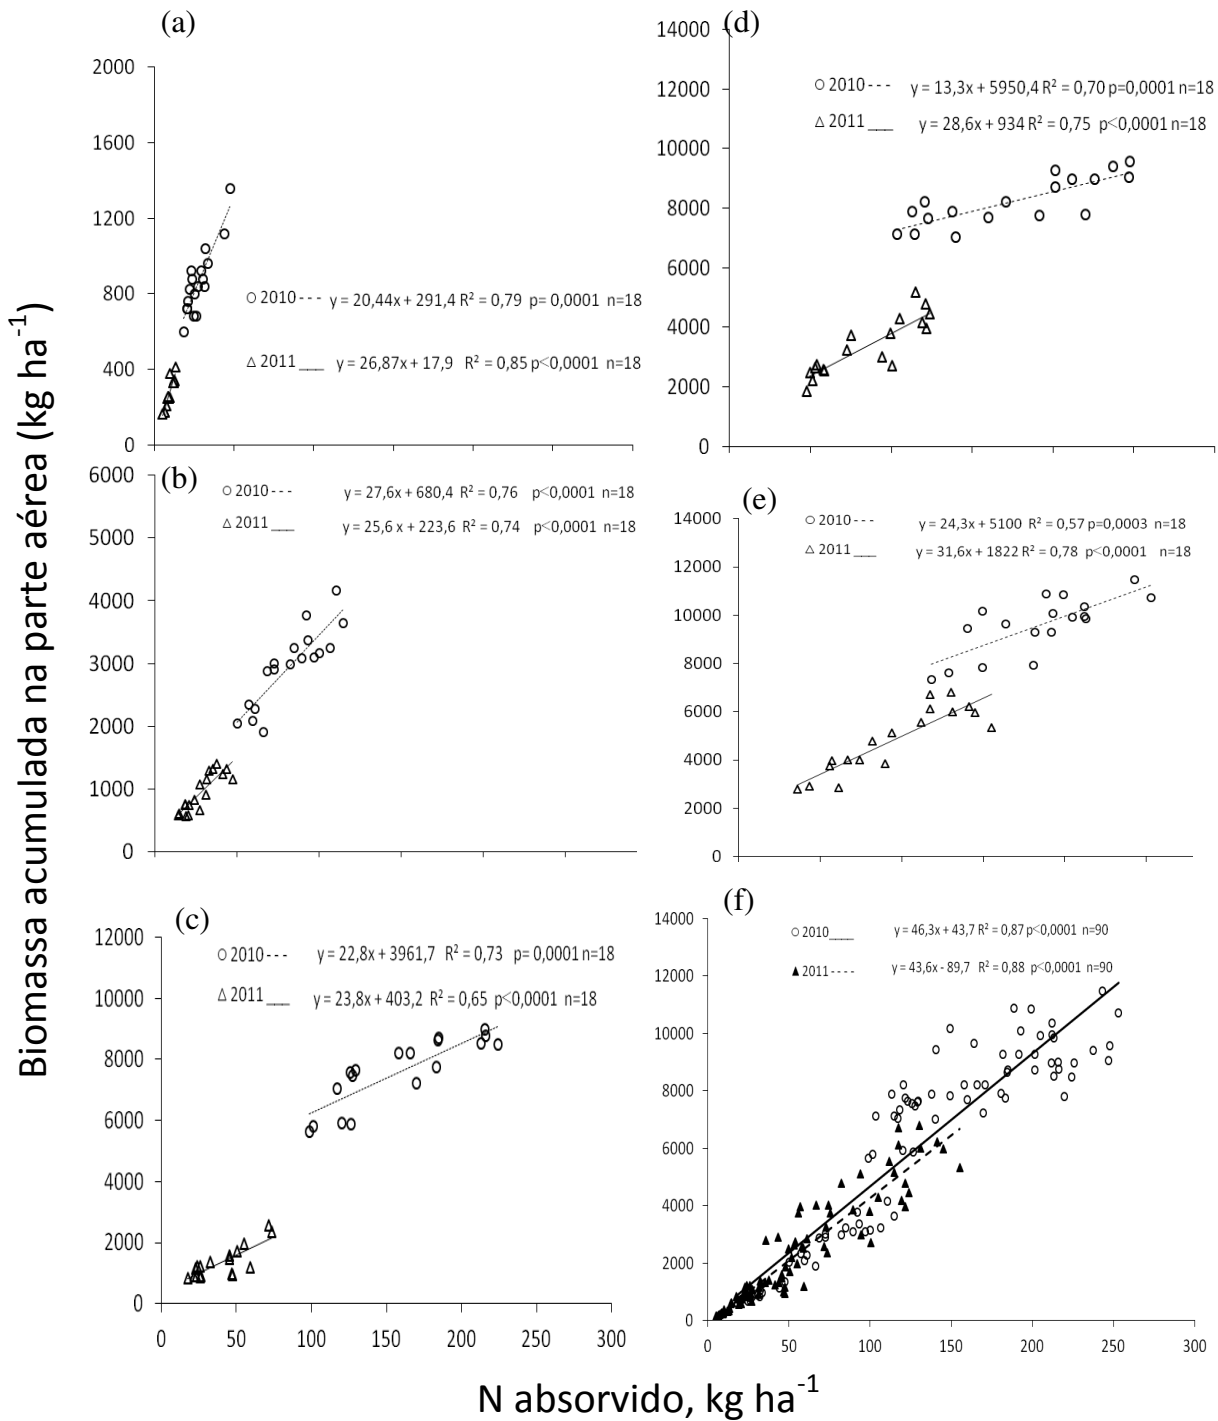 Biomassa acumulada na parte aérea (kg ha⁻¹)
(a)
2000
1600
1200
800
400
0
○ 2010 --- y = 20,44x + 291,4 R² = 0,79 p= 0,0001 n=18
△ 2011 ___ y = 26,87x + 17,9 R² = 0,85 p<0,0001 n=18
(b)
6000
5000
4000
3000
2000
1000
0
○ 2010 --- y = 27,6x + 680,4 R² = 0,76 p<0,0001 n=18
△ 2011 ___ y = 25,6x + 223,6 R² = 0,74 p<0,0001 n=18
(c)
12000
10000
8000
6000
4000
2000
0
○ 2010 --- y = 22,8x + 3961,7 R² = 0,73 p= 0,0001 n=18
△ 2011 ___ y = 23,8x + 403,2 R² = 0,65 p<0,0001 n=18
0 50 100 150 200 250 300
(d)
14000
12000
10000
8000
6000
4000
2000
0
○ 2010 --- y = 13,3x + 5950,4 R² = 0,70 p=0,0001 n=18
△ 2011 ___ y = 28,6x + 934 R² = 0,75 p<0,0001 n=18
(e)
14000
12000
10000
8000
6000
4000
2000
0
○ 2010 --- y = 24,3x + 5100 R² = 0,57 p=0,0003 n=18
△ 2011 ___ y = 31,6x + 1822 R² = 0,78 p<0,0001 n=18
(f)
14000
12000
10000
8000
6000
4000
2000
0
○ 2010 ___ y = 46,3x + 43,7 R² = 0,87 p<0,0001 n=90
▲ 2011 ---- y = 43,6x - 89,7 R² = 0,88 p<0,0001 n=90
0 50 100 150 200 250 300
N absorvido, kg ha⁻¹